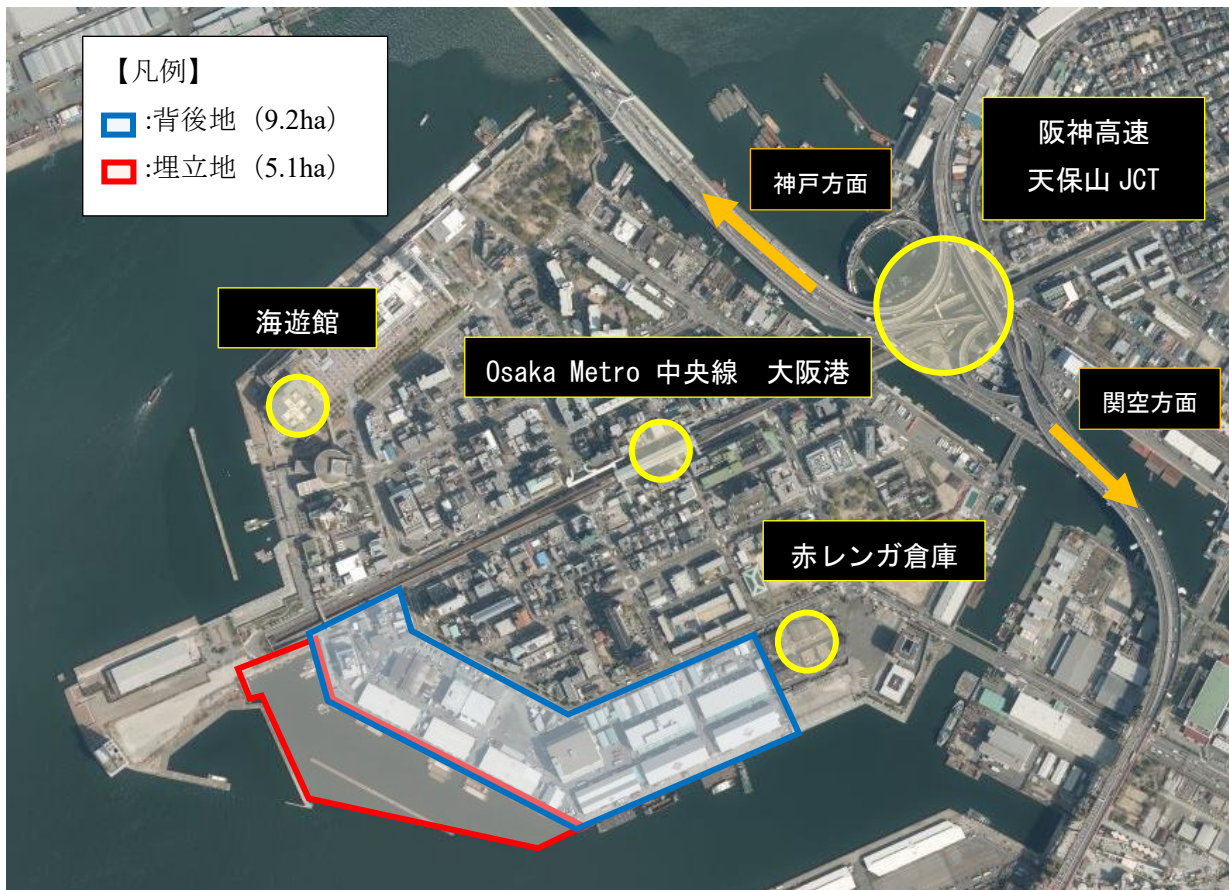 【凡例】
:背後地（9.2ha）
:埋立地（5.1ha）
阪神高速
天保山 JCT
神戸方面
海遊館
Osaka Metro 中央線　大阪港
関空方面
赤レンガ倉庫